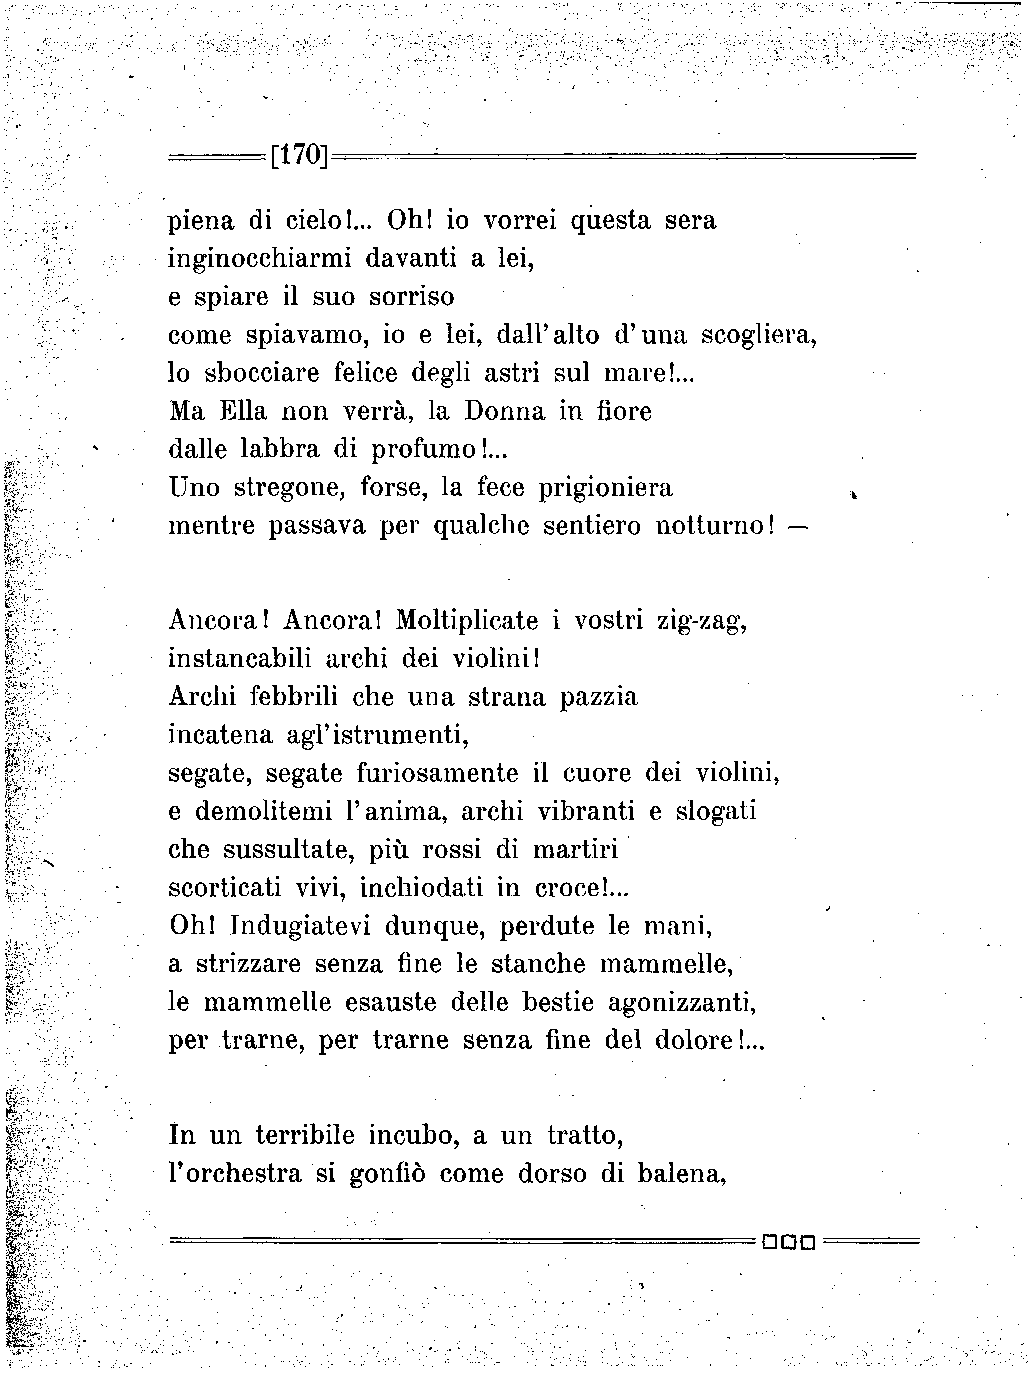 [170]
piena di cielo!... Oh! io vorrei questa sera
inginocchiarmi davanti a lei,
e spiare il suo sorriso
come spiavamo, io e lei, dall'alto d'una scogliera,
lo sbocciare felice degli astri sul mare!...
Ma Ella non verrà, la Donna in fiore
dalle labbra di profumo!...
Uno stregone, forse, la fece prigioniera
mentre passava per qualche sentiero notturno! —
Ancora! Ancora! Moltiplicate i vostri zig-zag,
instancabili archi dei violini!
Archi febbrili che una strana pazzia
incatena agl'istrumenti,
segate, segate furiosamente il cuore dei violini,
e demolitemi l'anima, archi vibranti e slogati
che sussultate, più rossi di martiri
scorticati vivi, inchiodati in croce!...
Oh! Indugiatevi dunque, perdute le mani,
a strizzare senza fine le stanche mammelle,
le mammelle esauste delle bestie agonizzanti,
per trarne, per trarne senza fine del dolore!...
In un terribile incubo, a un tratto,
l'orchestra si gonfiò come dorso di balena,